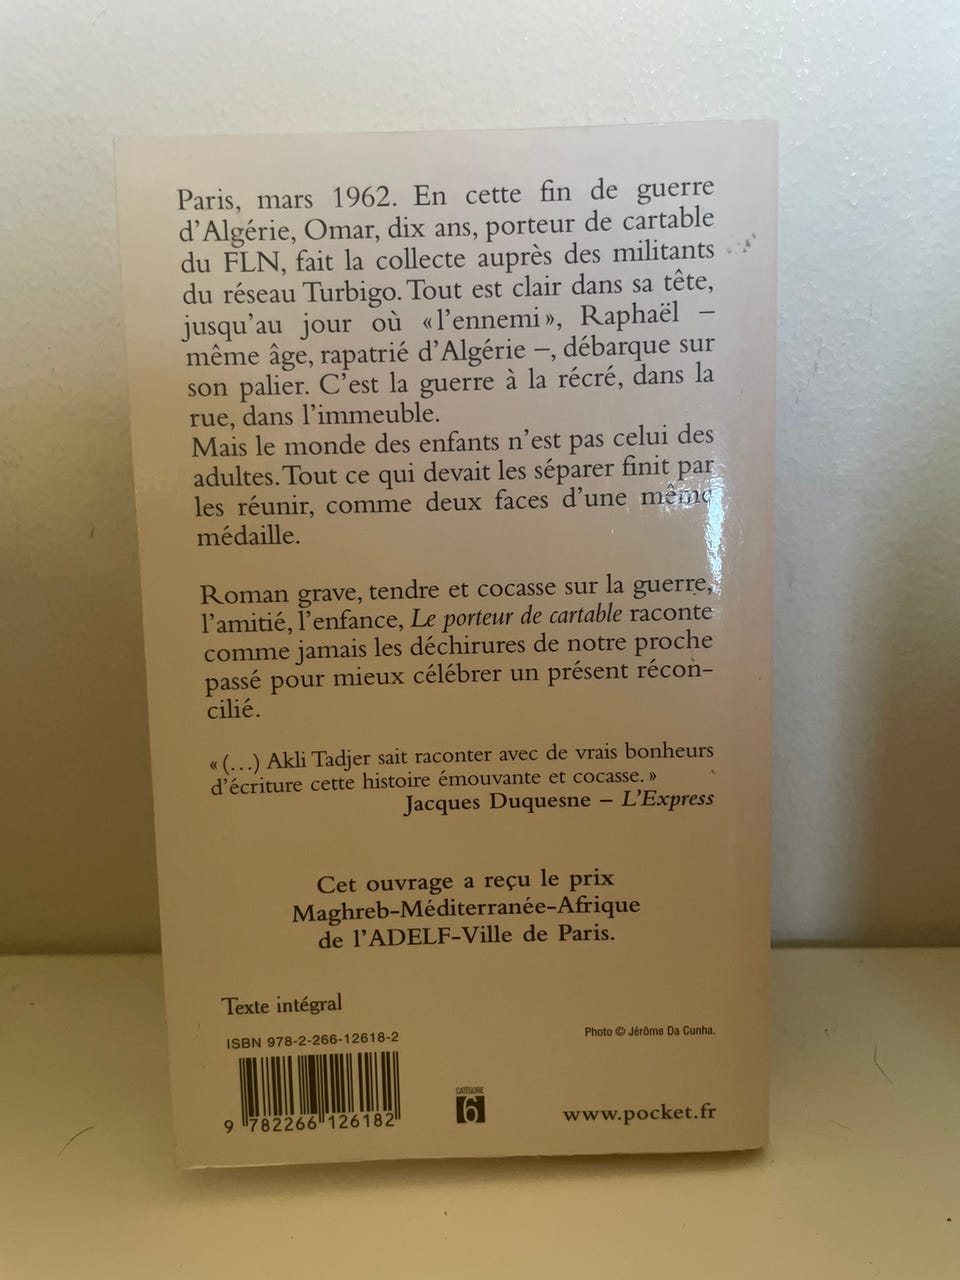 Paris, mars 1962. En cette fin de guerre
d'Algérie, Omar, dix ans, porteur de cartable
du FLN, fait la collecte auprès des militants
du réseau Turbigo. Tout est clair dans sa tête,
jusqu'au jour où « l'ennemi », Raphaël –
même âge, rapatrié d'Algérie –, débarque sur
son palier. C'est la guerre à la récré, dans la
rue, dans l'immeuble.
Mais le monde des enfants n'est pas celui des
adultes. Tout ce qui devait les séparer finit par
les réunir, comme deux faces d'une même
médaille.
Roman grave, tendre et cocasse sur la guerre,
l'amitié, l'enfance, Le porteur de cartable raconte
comme jamais les déchirures de notre proche
passé pour mieux célébrer un présent récon-
cilié.
« (...) Akli Tadjer sait raconter avec de vrais bonheurs
d'écriture cette histoire émouvante et cocasse. »
Jacques Duquesne – L'Express
Cet ouvrage a reçu le prix
Maghreb-Méditerranée-Afrique
de l'ADELF-Ville de Paris.
Texte intégral
ISBN 978-2-266-12618-2
Photo © Jérôme Da Cunha.
9 782266 126182
CATÉGORIE
6
www.pocket.fr